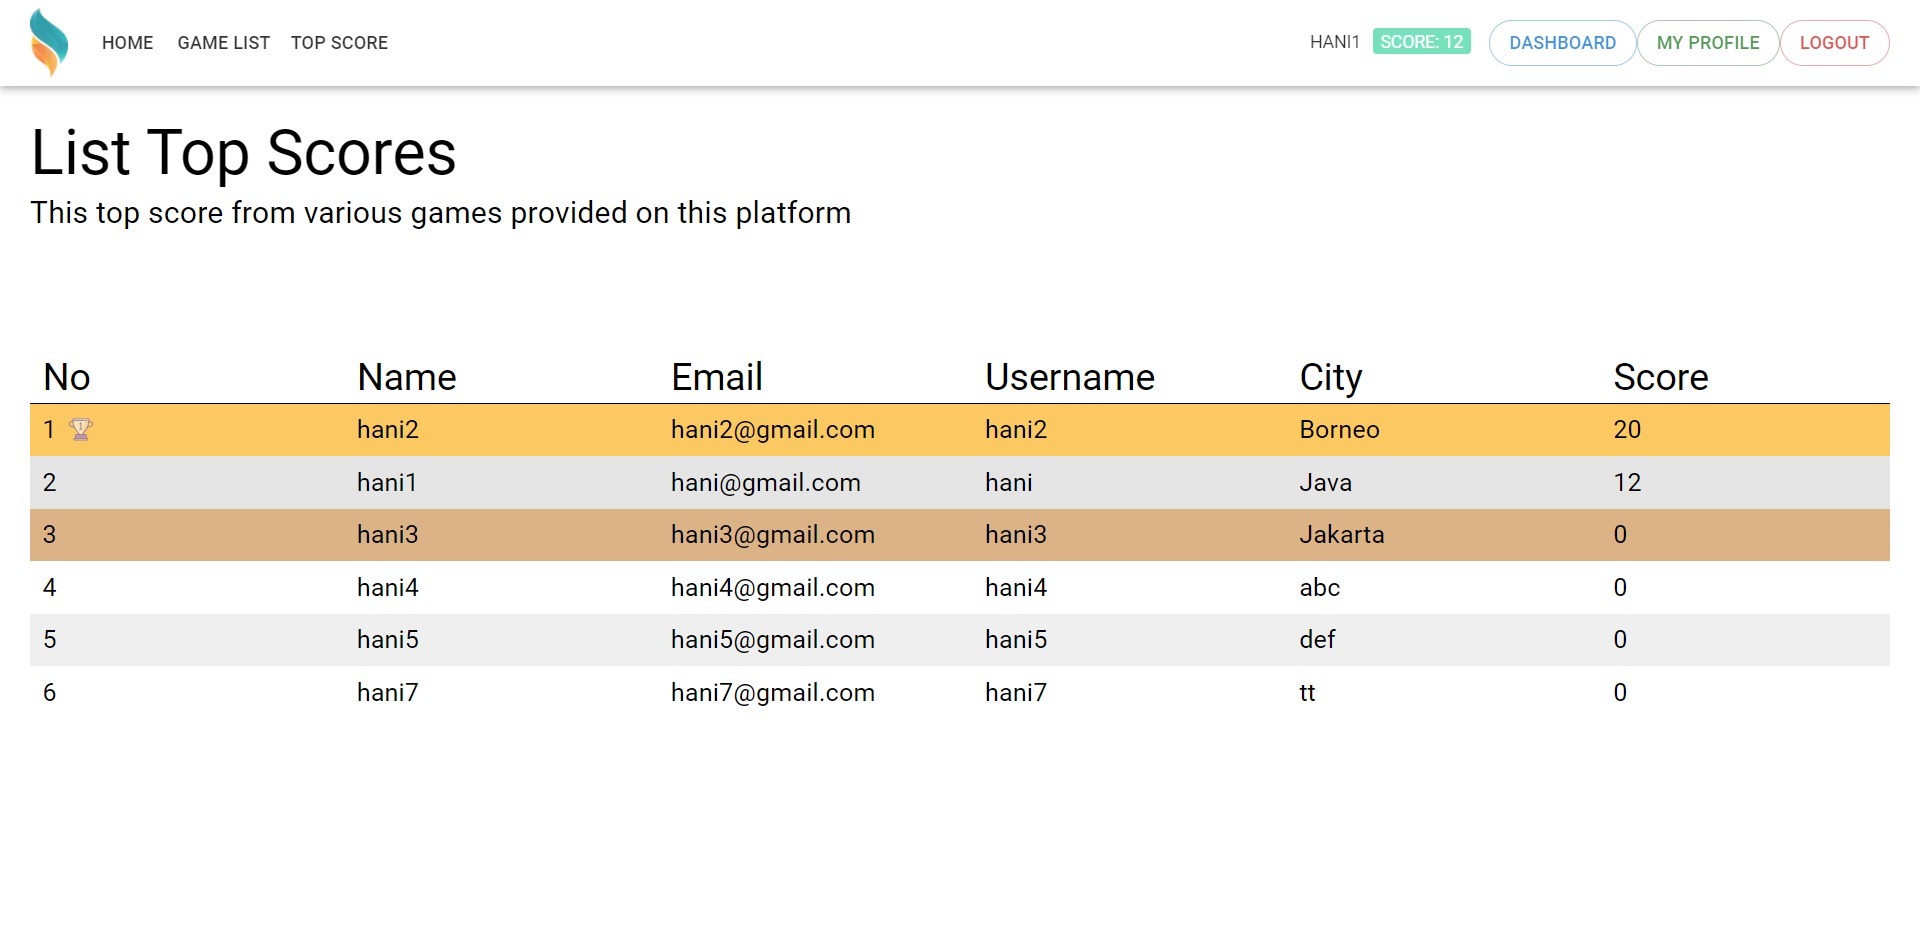 HOME GAME LIST TOP SCORE HANI1 SCORE: 12 DASHBOARD MY PROFILE LOGOUT
List Top Scores
This top score from various games provided on this platform
No Name Email Username City Score
1 hani2 hani2@gmail.com hani2 Borneo 20
2 hani1 hani@gmail.com hani Java 12
3 hani3 hani3@gmail.com hani3 Jakarta 0
4 hani4 hani4@gmail.com hani4 abc 0
5 hani5 hani5@gmail.com hani5 def 0
6 hani7 hani7@gmail.com hani7 tt 0